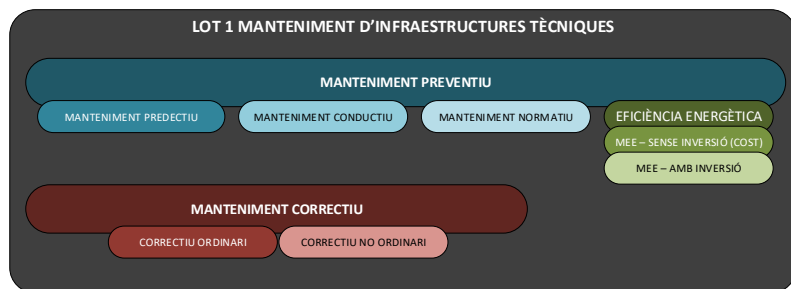 LOT 1 MANTENIMENT D'INFRAESTRUCTURES TÈCNIQUES
MANTENIMENT PREVENTIU
MANTENIMENT PREDECTIU
MANTENIMENT CONDUCTIU
MANTENIMENT NORMATIU
EFICIÈNCIA ENERGÈTICA
MEE – SENSE INVERSIÓ (COST)
MEE – AMB INVERSIÓ
MANTENIMENT CORRECTIU
CORRECTIU ORDINARI
CORRECTIU NO ORDINARI